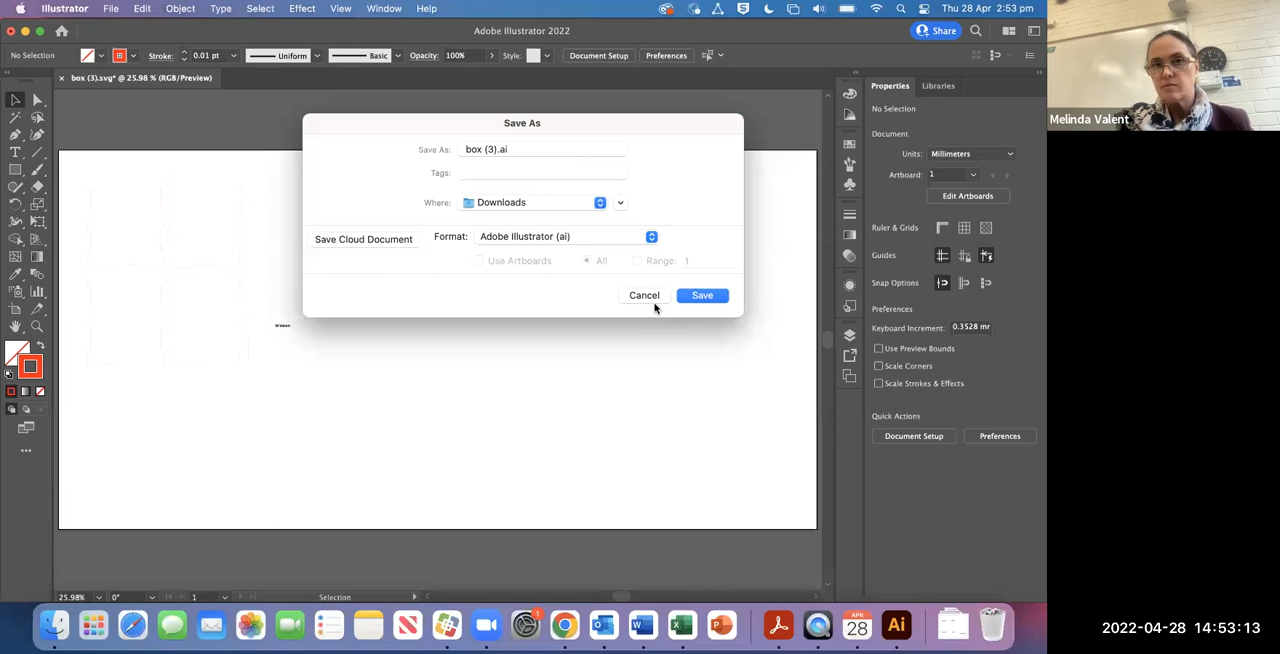 Illustrator File Edit Object Type Select Effect View Window Help
Thu 28 Apr 2:53 pm
Adobe Illustrator 2022
Share
No Selection
Stroke: 0.01 pt
Uniform
Basic
Opacity: 100%
Style:
Document Setup
Preferences
× box (3).svg* @ 25.98 % (RGB/Preview)
Properties
Libraries
No Selection
Document
Units: Millimeters
Artboard: 1
Edit Artboards
Ruler & Grids
Guides
Snap Options
Preferences
Keyboard Increment: 0.3528 mr
Use Preview Bounds
Scale Corners
Scale Strokes & Effects
Quick Actions
Document Setup
Preferences
Save As
Save As: box (3).ai
Tags:
Where: Downloads
Save Cloud Document
Format: Adobe Illustrator (ai)
Use Artboards
All
Range: 1
Cancel
Save
25.98%
0°
1
Selection
1
APR
28
Ai
Melinda Valent
2022-04-28 14:53:13